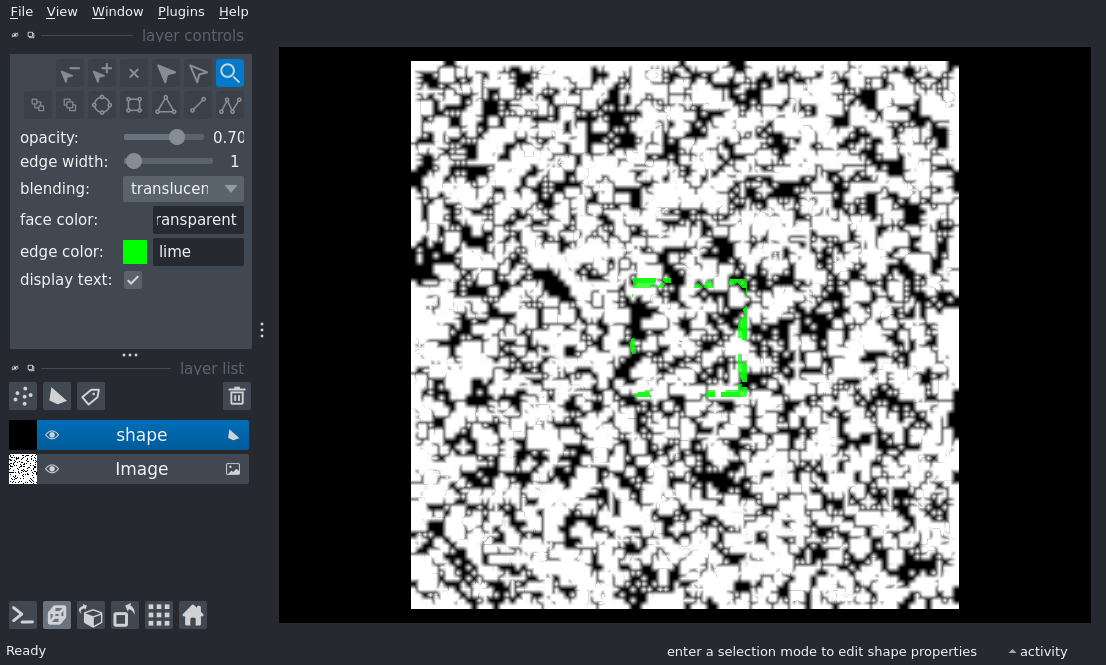 File View Window Plugins Help
layer controls
opacity: 0.70
edge width: 1
blending: translucen
face color: ransparent
edge color: lime
display text:
layer list
shape
Image
Ready
enter a selection mode to edit shape properties
activity